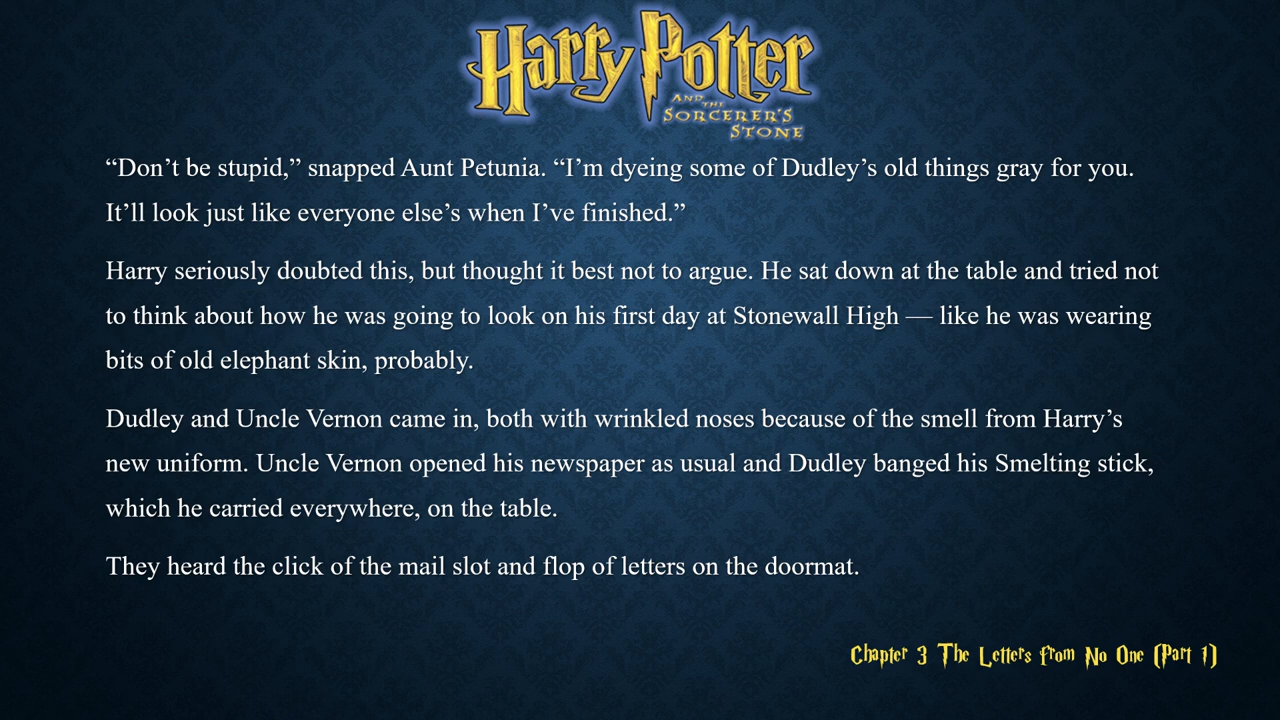 Harry Potter
AND THE
SORCERER'S
STONE
“Don’t be stupid,” snapped Aunt Petunia. “I’m dyeing some of Dudley’s old things gray for you.
It’ll look just like everyone else’s when I’ve finished.”
Harry seriously doubted this, but thought it best not to argue. He sat down at the table and tried not
to think about how he was going to look on his first day at Stonewall High — like he was wearing
bits of old elephant skin, probably.
Dudley and Uncle Vernon came in, both with wrinkled noses because of the smell from Harry’s
new uniform. Uncle Vernon opened his newspaper as usual and Dudley banged his Smelting stick,
which he carried everywhere, on the table.
They heard the click of the mail slot and flop of letters on the doormat.
Chapter 3 The Letters from No One (Part 1)